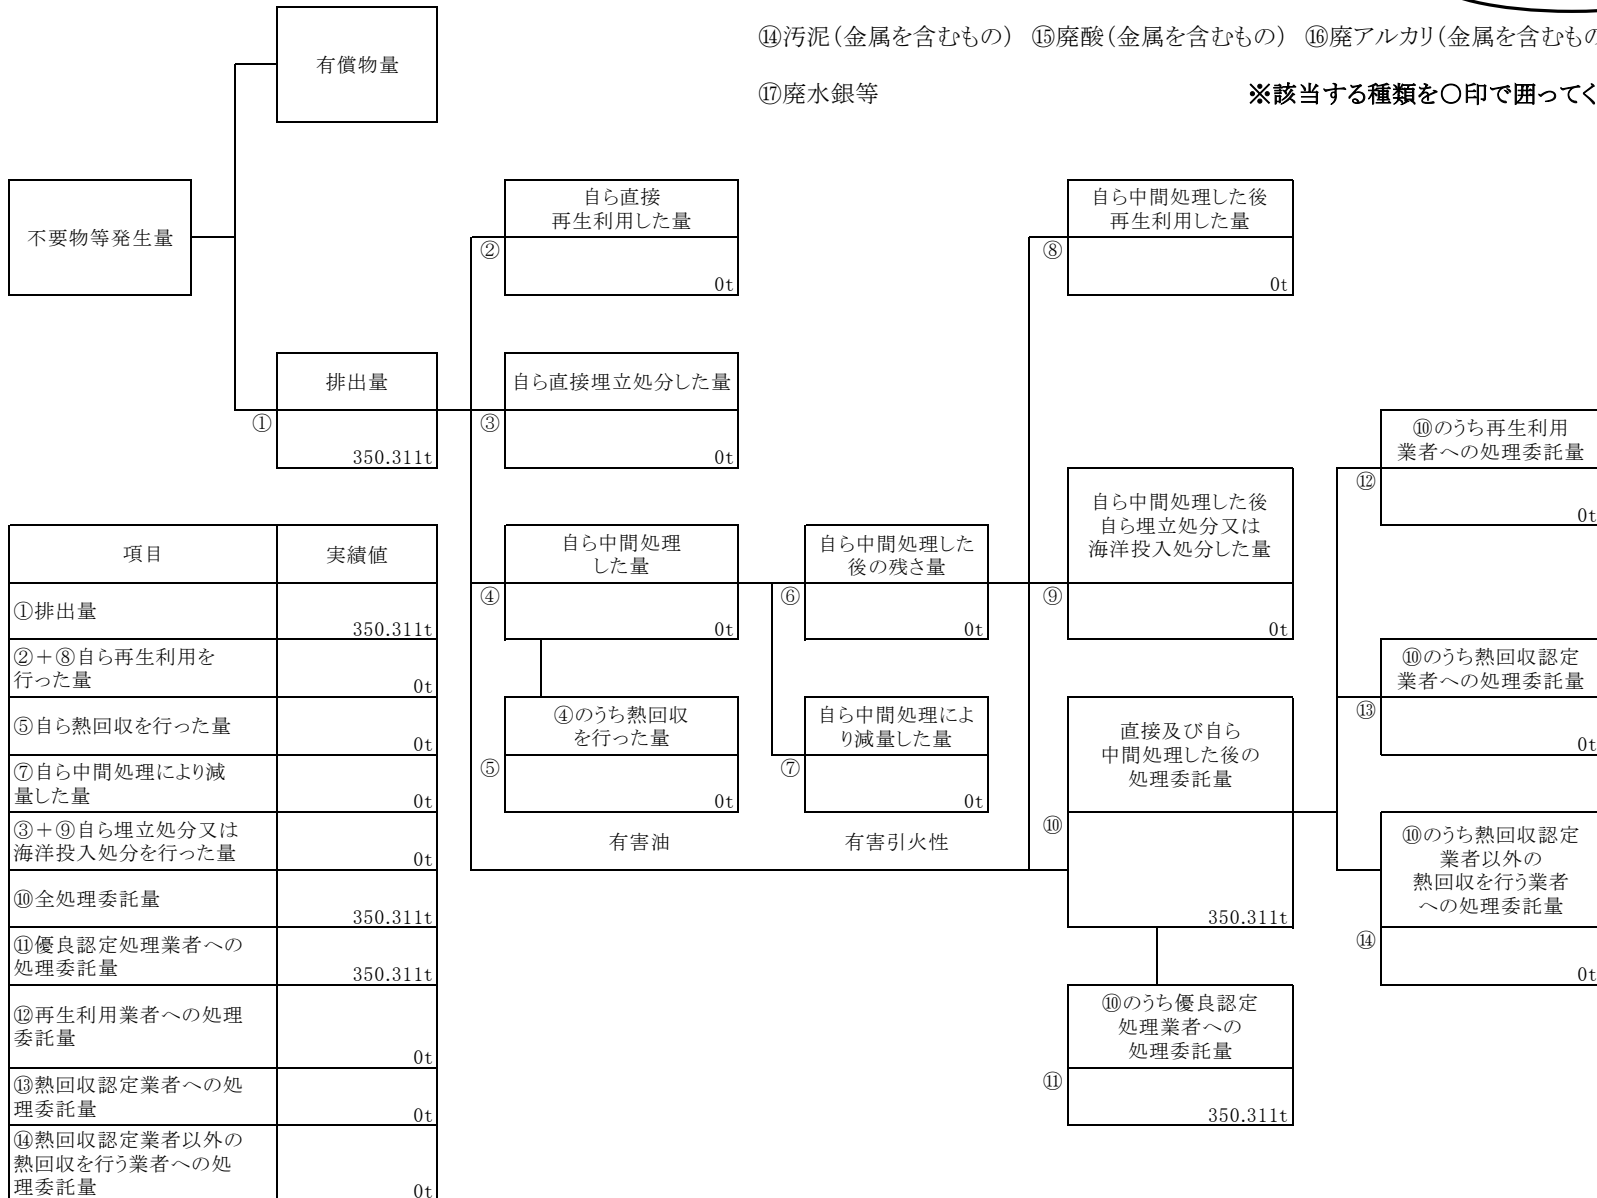 ⑭汚泥(金属を含むもの) ⑮廃酸(金属を含むもの) ⑯廃アルカリ(金属を含むもの
⑰廃水銀等
※該当する種類を〇印で囲ってく
有償物量
不要物等発生量
自ら直接
再生利用した量
②
0t
自ら中間処理した後
再生利用した量
⑧
0t
排出量
①
350.311t
自ら直接埋立処分した量
③
0t
⑩のうち再生利用
業者への処理委託量
⑫
0t
自ら中間処理
した量
④
0t
自ら中間処理した
後の残さ量
⑥
0t
自ら中間処理した後
自ら埋立処分又は
海洋投入処分した量
⑨
0t
⑩のうち熱回収認定
業者への処理委託量
⑬
0t
④のうち熱回収
を行った量
⑤
0t
有害油
自ら中間処理によ
り減量した量
⑦
0t
有害引火性
直接及び自ら
中間処理した後の
処理委託量
⑩
350.311t
⑩のうち熱回収認定
業者以外の
熱回収を行う業者
への処理委託量
⑭
0t
⑩のうち優良認定
処理業者への
処理委託量
⑪
350.311t
項目
実績値
①排出量
350.311t
②+⑧自ら再生利用を
行った量
0t
⑤自ら熱回収を行った量
0t
⑦自ら中間処理により減
量した量
0t
③+⑨自ら埋立処分又は
海洋投入処分を行った量
0t
⑩全処理委託量
350.311t
⑪優良認定処理業者への
処理委託量
350.311t
⑫再生利用業者への処理
委託量
0t
⑬熱回収認定業者への処
理委託量
0t
⑭熱回収認定業者以外の
熱回収を行う業者への処
理委託量
0t